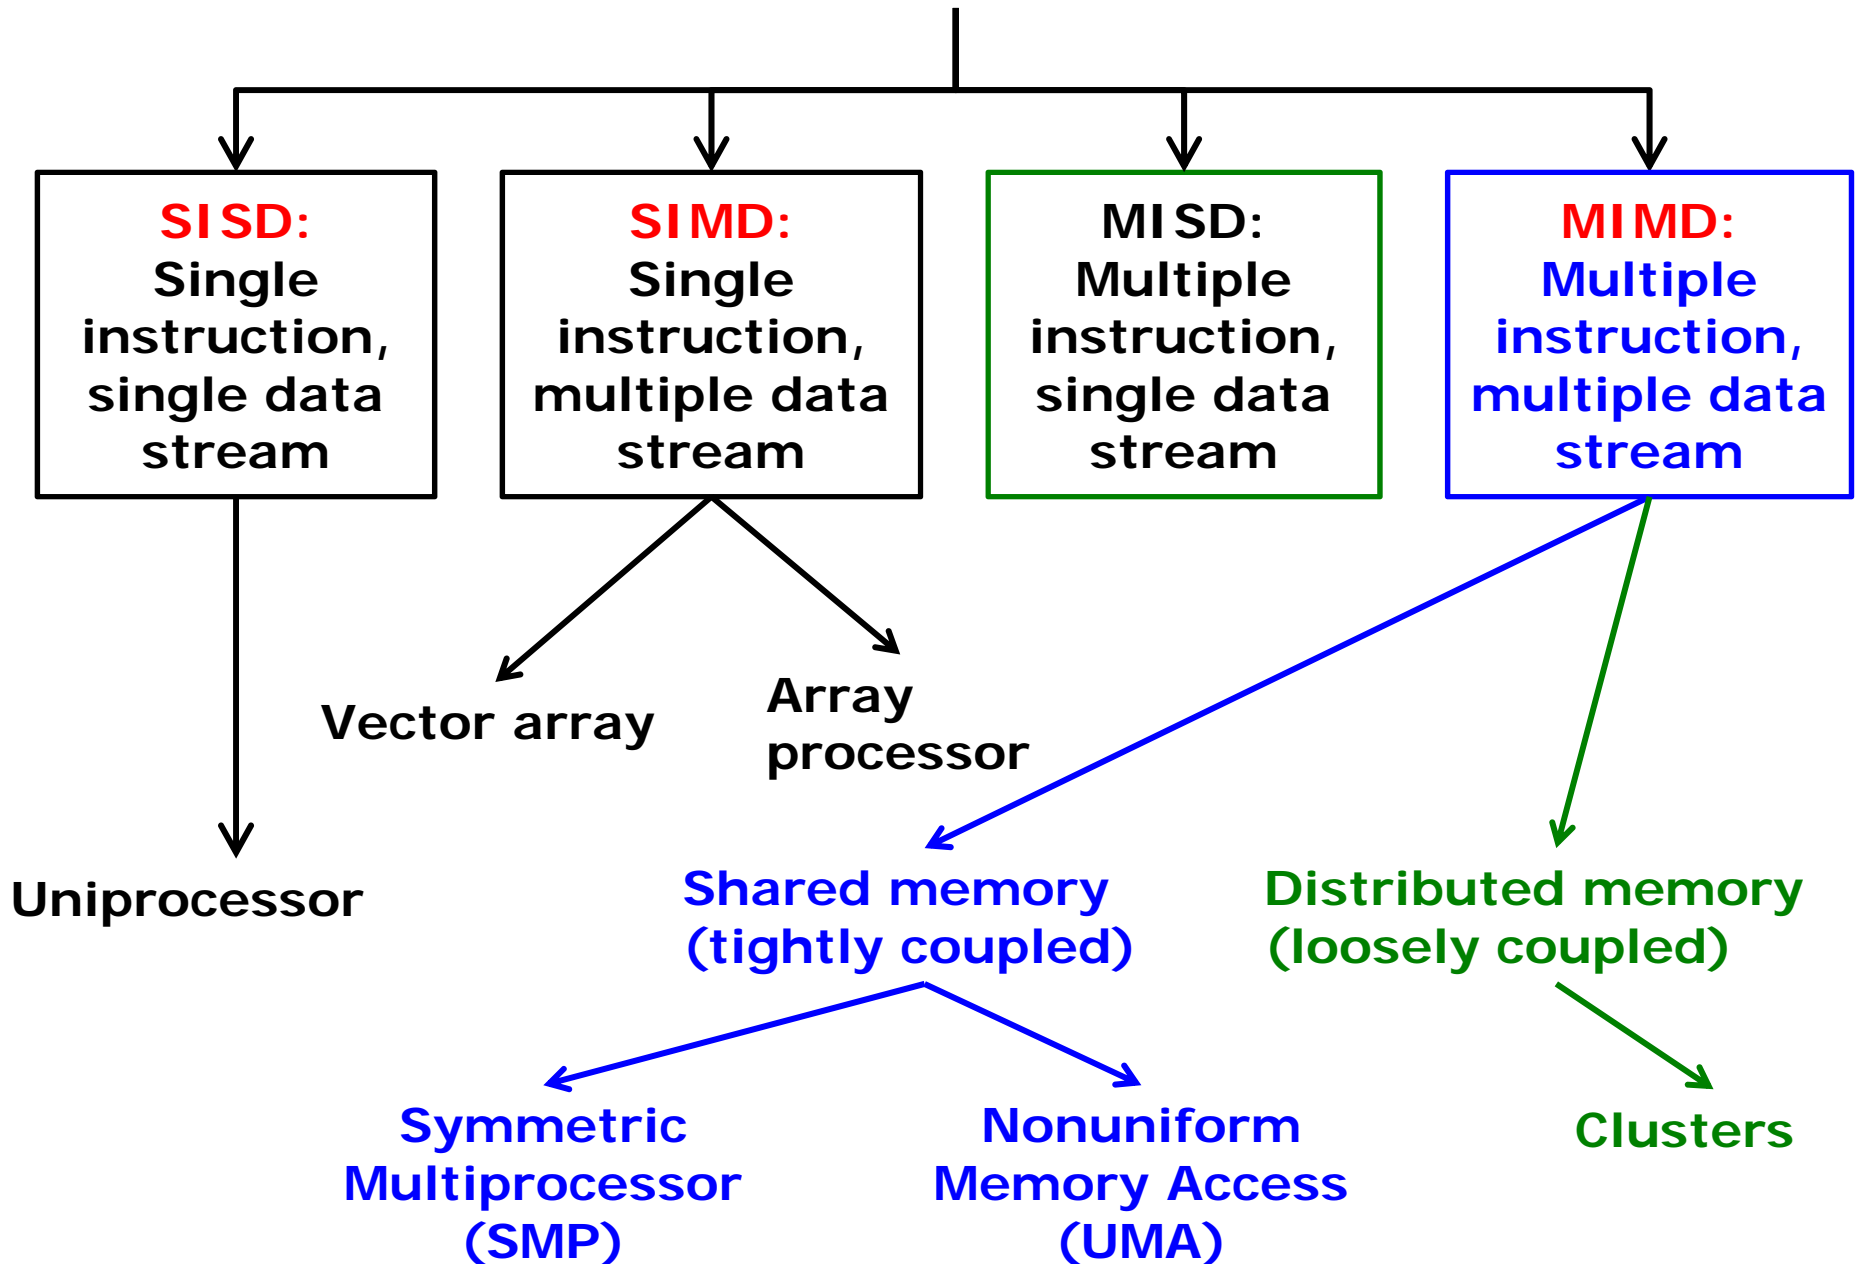 SISD:
Single
instruction,
single data
stream
SIMD:
Single
instruction,
multiple data
stream
MISD:
Multiple
instruction,
single data
stream
MIMD:
Multiple
instruction,
multiple data
stream
Vector array
Array
processor
Uniprocessor
Shared memory
(tightly coupled)
Distributed memory
(loosely coupled)
Symmetric
Multiprocessor
(SMP)
Nonuniform
Memory Access
(UMA)
Clusters